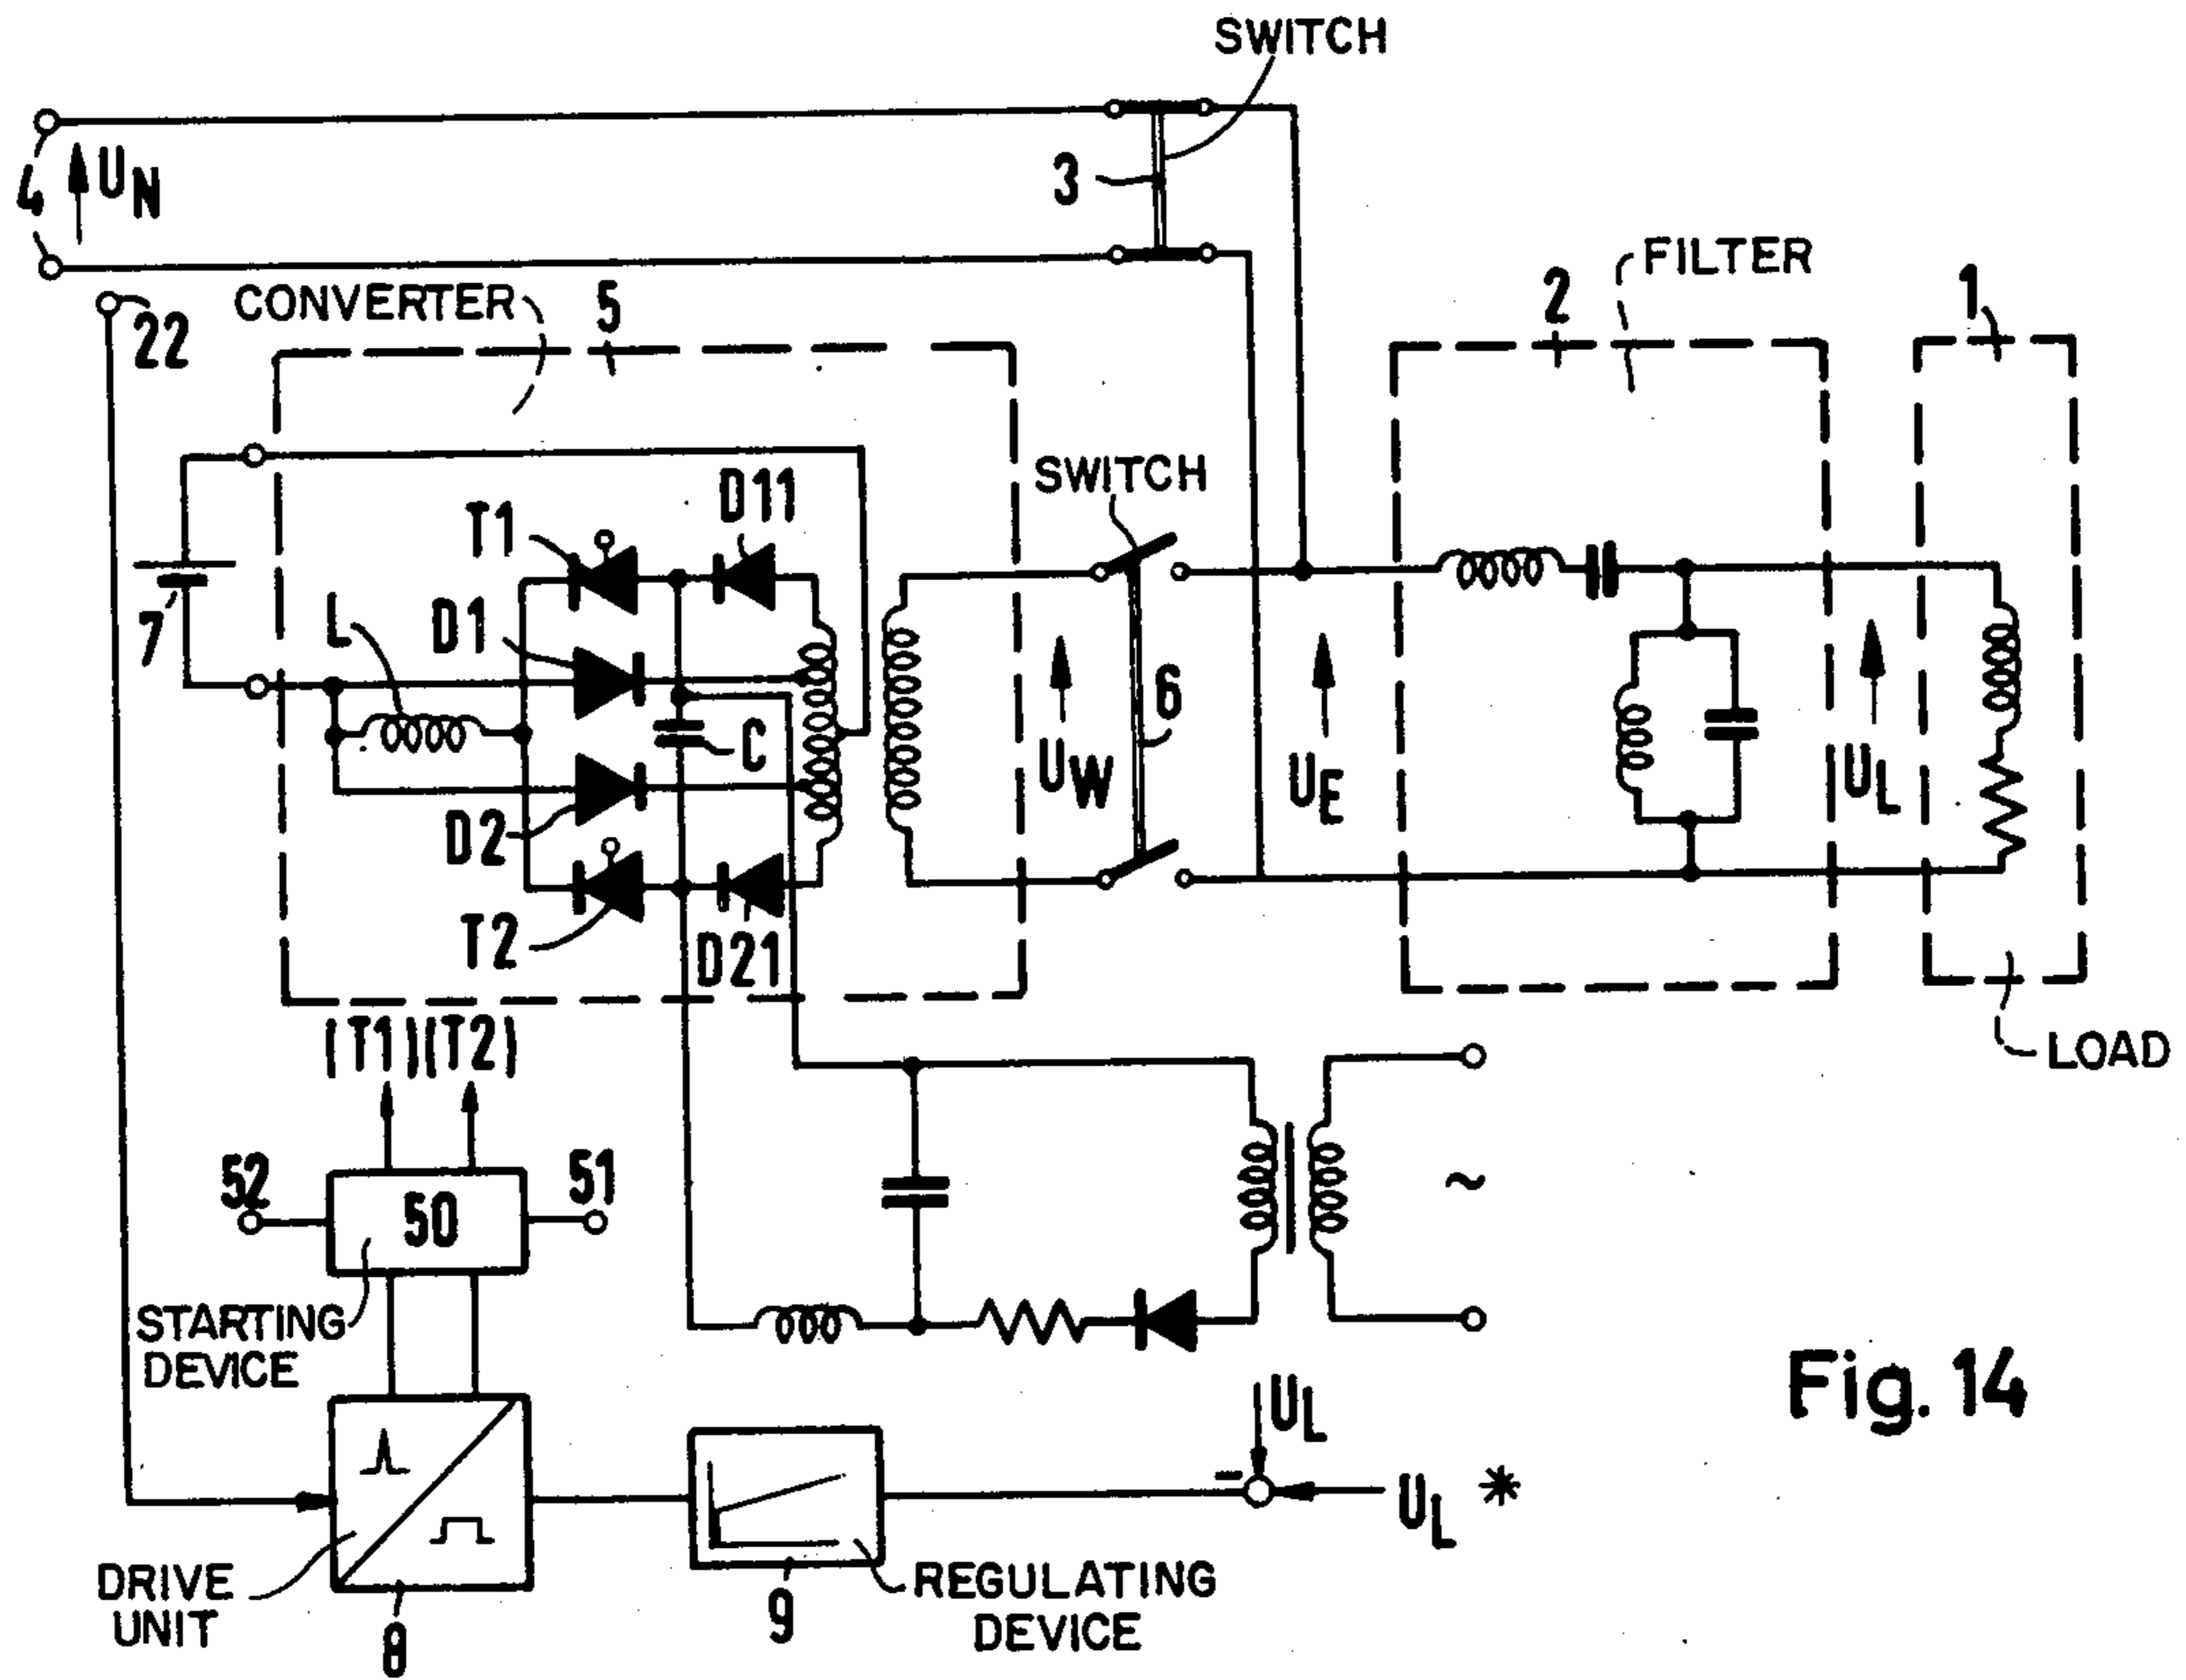 SWITCH
4
U_N
3
FILTER
CONVERTER
5
2
1
22
SWITCH
T1
D11
7
L
D1
6
C
U_W
U_E
U_L
D2
T2
D21
(T1)(T2)
LOAD
52
51
50
~
STARTING
DEVICE
Fig. 14
U_L
-
U_L *
DRIVE
UNIT
REGULATING
DEVICE
9
8